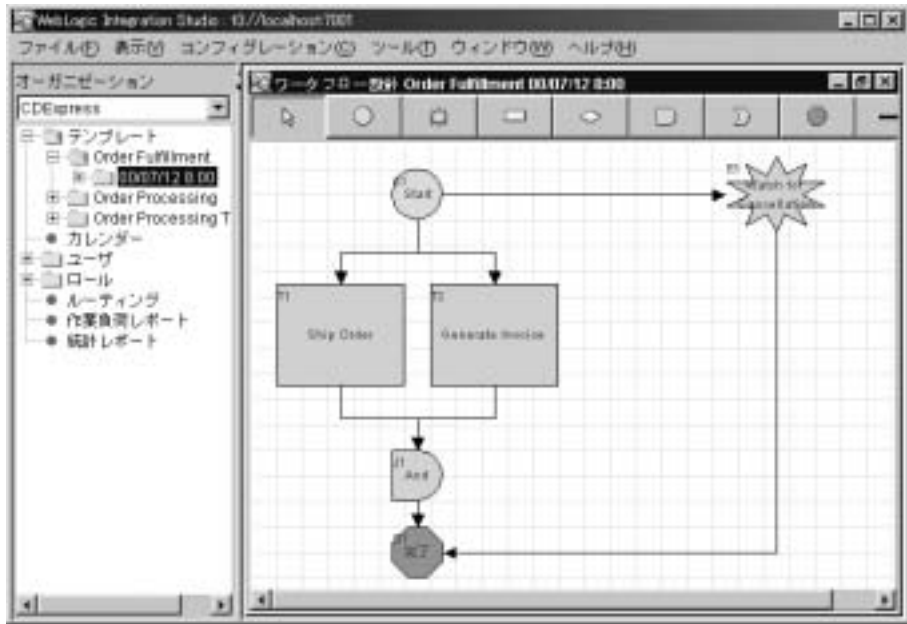 WebLogic Integration Studio - t3://localhost:7001
ファイル(F) 表示(V) コンフィグレーション(C) ツール(T) ウィンドウ(W) ヘルプ(H)
オーガニゼーション
CDExpress
テンプレート
Order Fulfillment
00/07/12 8:00
Order Processing
Order Processing T
カレンダー
ユーザ
ロール
ルーティング
作業負荷レポート
統計レポート
ワークフロー設計: Order Fulfillment 00/07/12 8:00
Start
Watch for
Cancellation
T1
Ship Order
T2
Generate Invoice
J1
And
完了